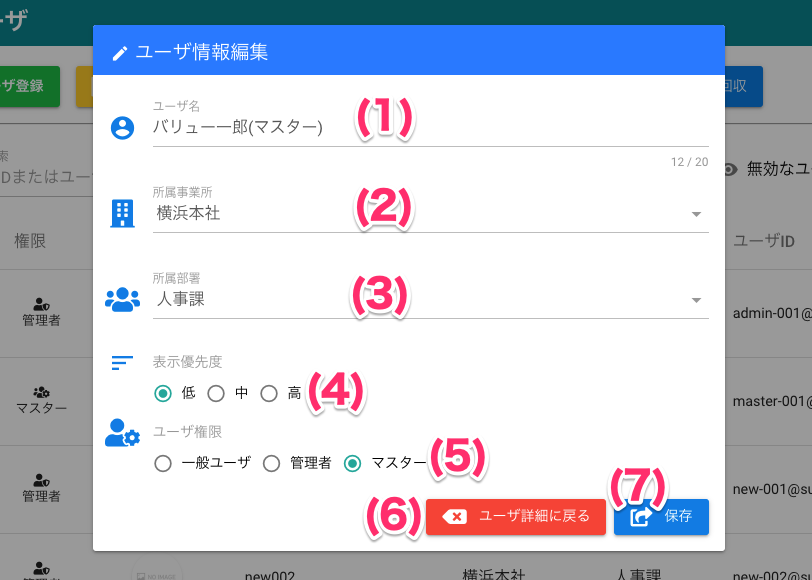 ーザ
ユーザ情報編集
ザ登録
回収
ユーザ名
バリュー一郎(マスター)
(1)
12 / 20
索
IDまたはユー
無効なユ
所属事業所
横浜本社
(2)
権限
ユーザID
所属部署
人事課
(3)
管理者
admin-001@
表示優先度
低 中 高
(4)
マスター
master-001@
ユーザ権限
一般ユーザ 管理者 マスター
(5)
管理者
new-001@su
(6)
ユーザ詳細に戻る
(7)
保存
NO IMAGE
new002
横浜本社
人事課
new-002@su